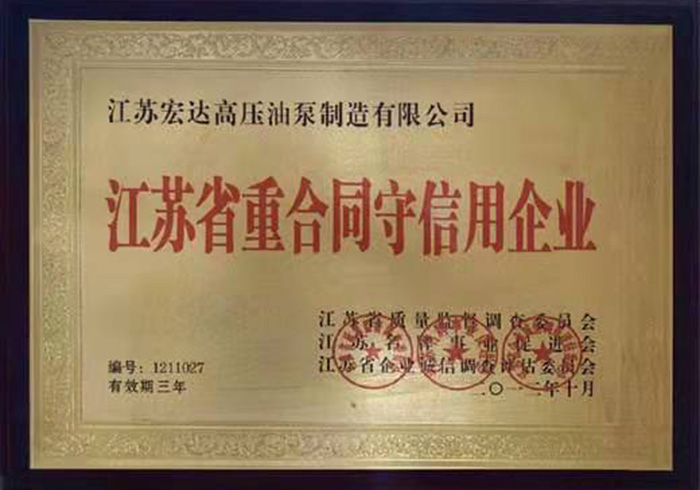 江苏宏达高压油泵制造有限公司
江苏省重合同守信用企业
江苏省质量监督调查委员会
江苏名牌事业促进会
江苏省企业诚信调查评估委员会
二〇一二年十月
编号：1211027
有效期三年